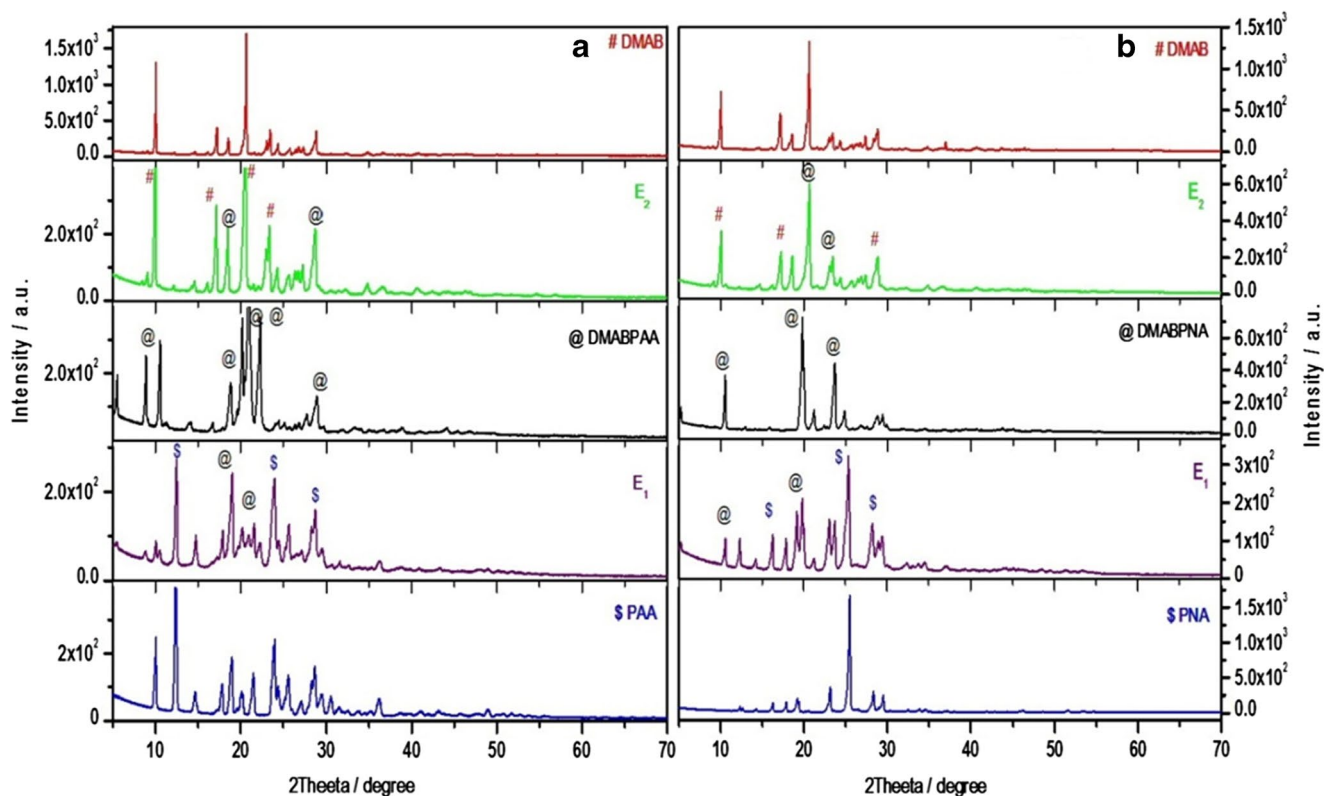 a
# DMAB
1.5x10³
1.0x10³
5.0x10²
0.0
#
#
@
#
#
@
E₂
2.0x10²
0.0
@
@
@
@
@
@ DMABPAA
2.0x10²
$
@
@
$
$
E₁
2.0x10²
0.0
$ PAA
2x10²
0
10 20 30 40 50 60 70
2Theeta / degree
Intensity / a.u.
b
# DMAB
1.5x10³
1.0x10³
5.0x10²
0.0
#
#
@
@
#
E₂
6.0x10²
4.0x10²
2.0x10²
0.0
@
@
@
@ DMABPNA
6.0x10²
4.0x10²
2.0x10²
0.0
@
$
@
$
$
E₁
3x10²
2x10²
1x10²
0
$ PNA
1.5x10³
1.0x10³
5.0x10²
0.0
10 20 30 40 50 60 70
2Theeta / degree
Intensity / a.u.